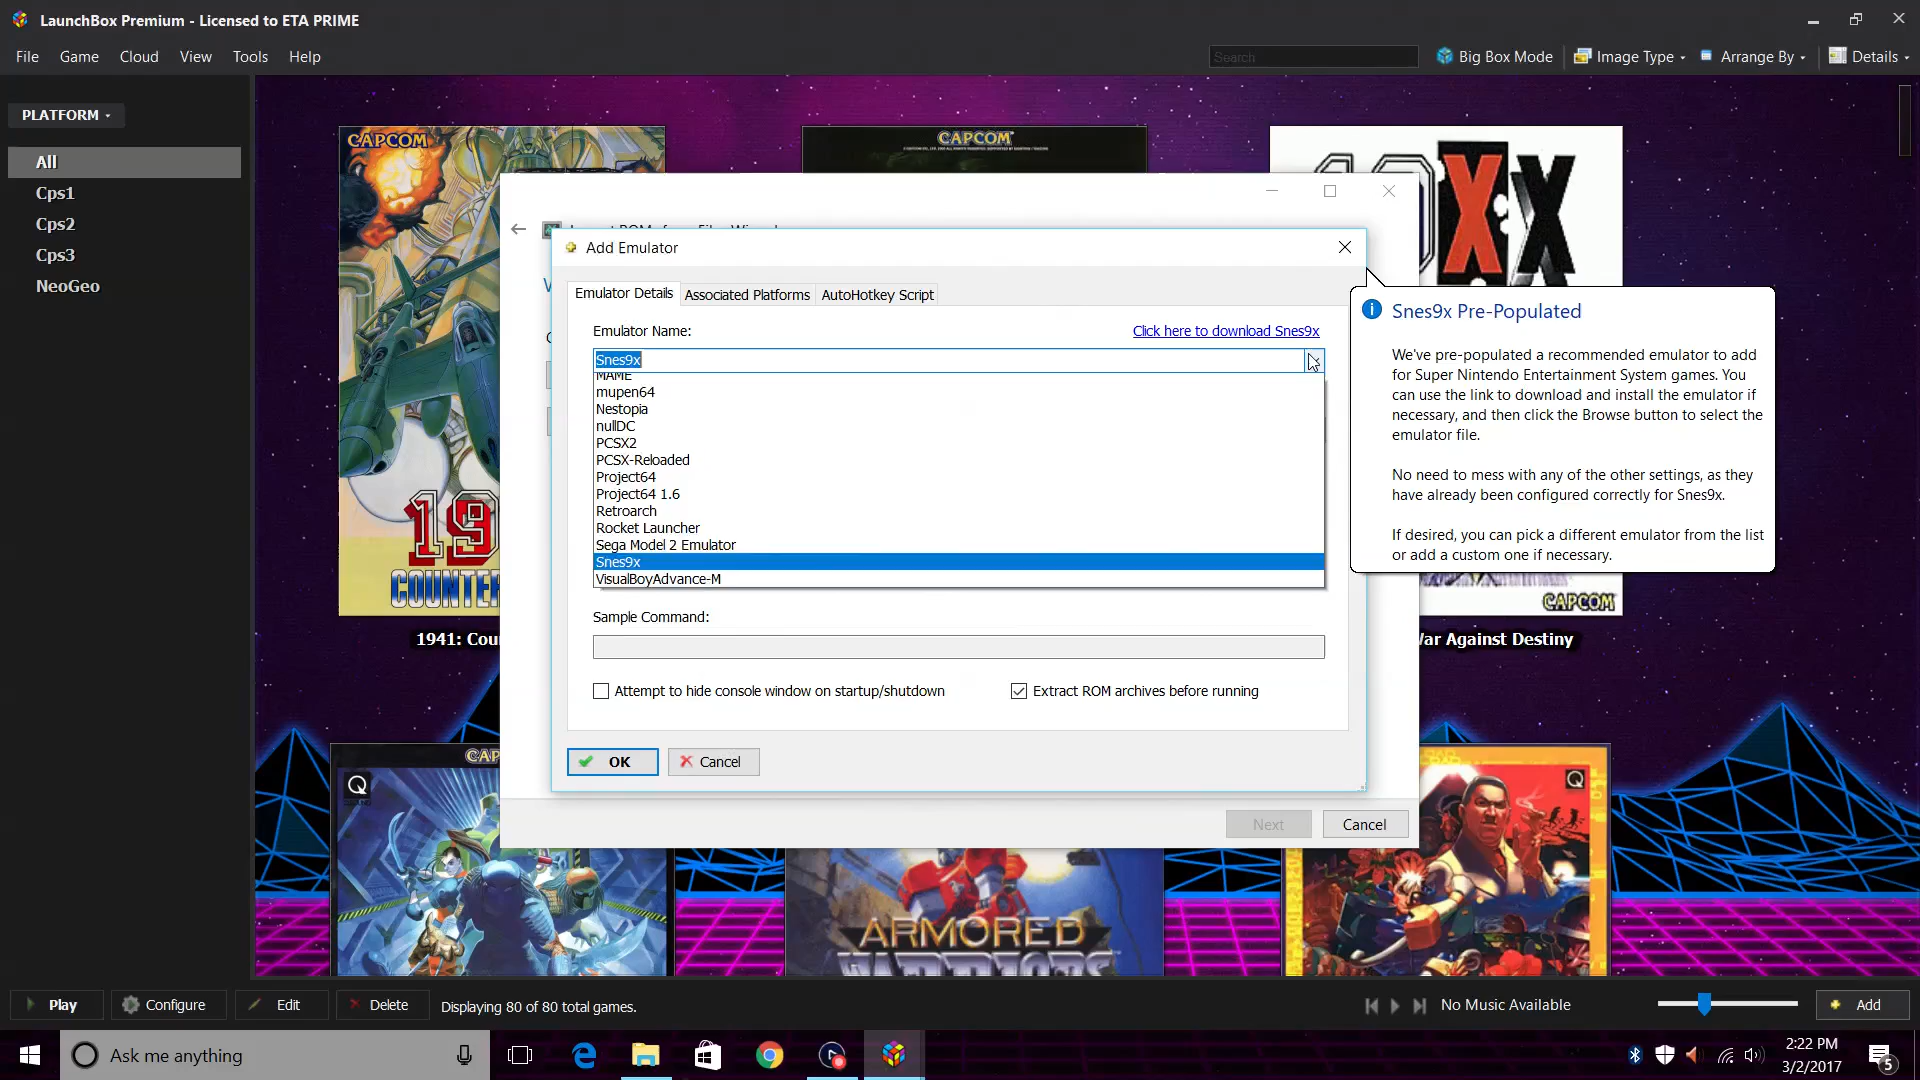 LaunchBox Premium - Licensed to ETA PRIME
File Game Cloud View Tools Help
Search
Big Box Mode
Image Type
Arrange By
Details
PLATFORM
All
Cps1
Cps2
Cps3
NeoGeo
CAPCOM
CAPCOM
Add Emulator
Emulator Details
Associated Platforms
AutoHotkey Script
Emulator Name:
Click here to download Snes9x
Snes9x
MAME
mupen64
Nestopia
nullDC
PCSX2
PCSX-Reloaded
Project64
Project64 1.6
Retroarch
Rocket Launcher
Sega Model 2 Emulator
Snes9x
VisualBoyAdvance-M
Sample Command:
Attempt to hide console window on startup/shutdown
Extract ROM archives before running
OK
Cancel
Snes9x Pre-Populated
We've pre-populated a recommended emulator to add
for Super Nintendo Entertainment System games. You
can use the link to download and install the emulator if
necessary, and then click the Browse button to select the
emulator file.
No need to mess with any of the other settings, as they
have already been configured correctly for Snes9x.
If desired, you can pick a different emulator from the list
or add a custom one if necessary.
CAPCOM
1941: Cou
War Against Destiny
Next
Cancel
ARMORED
WARRIORS
Play
Configure
Edit
Delete
Displaying 80 of 80 total games.
No Music Available
Add
Ask me anything
2:22 PM
3/2/2017
5